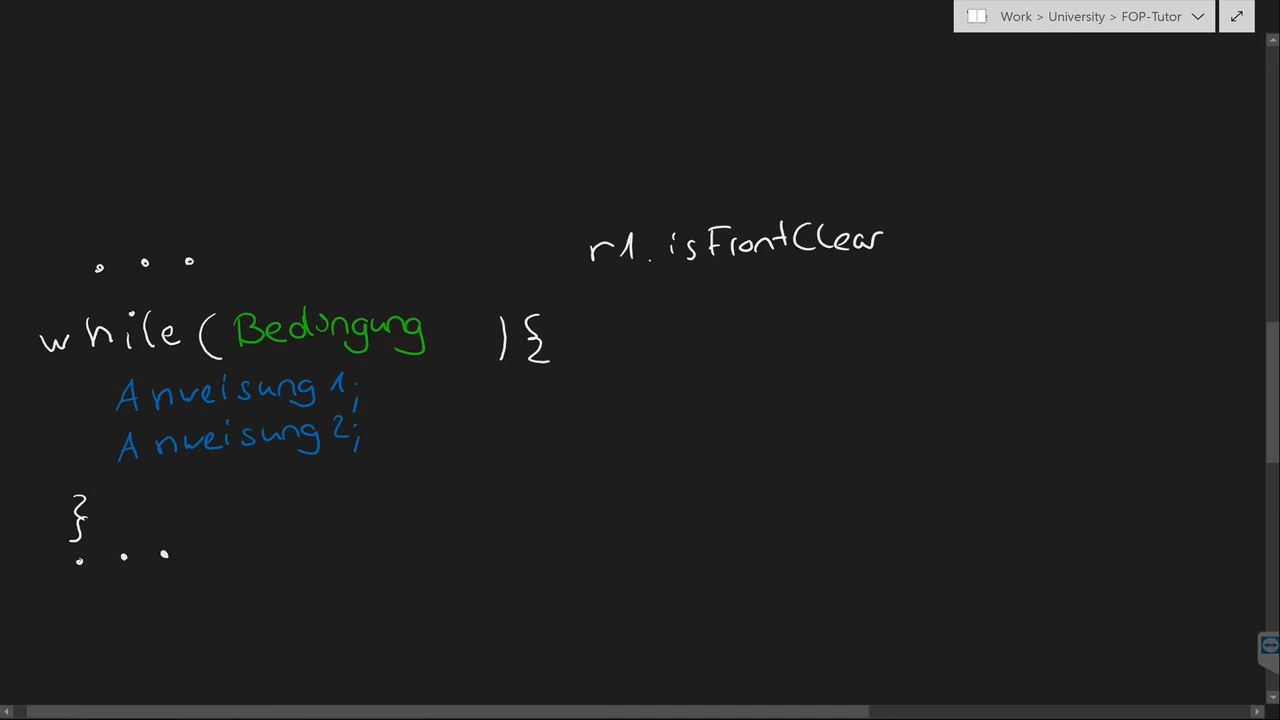 Work > University > FOP-Tutor
r1.isFrontClear
...
while(Bedingung ){
Anweisung 1;
Anweisung 2;
}
...